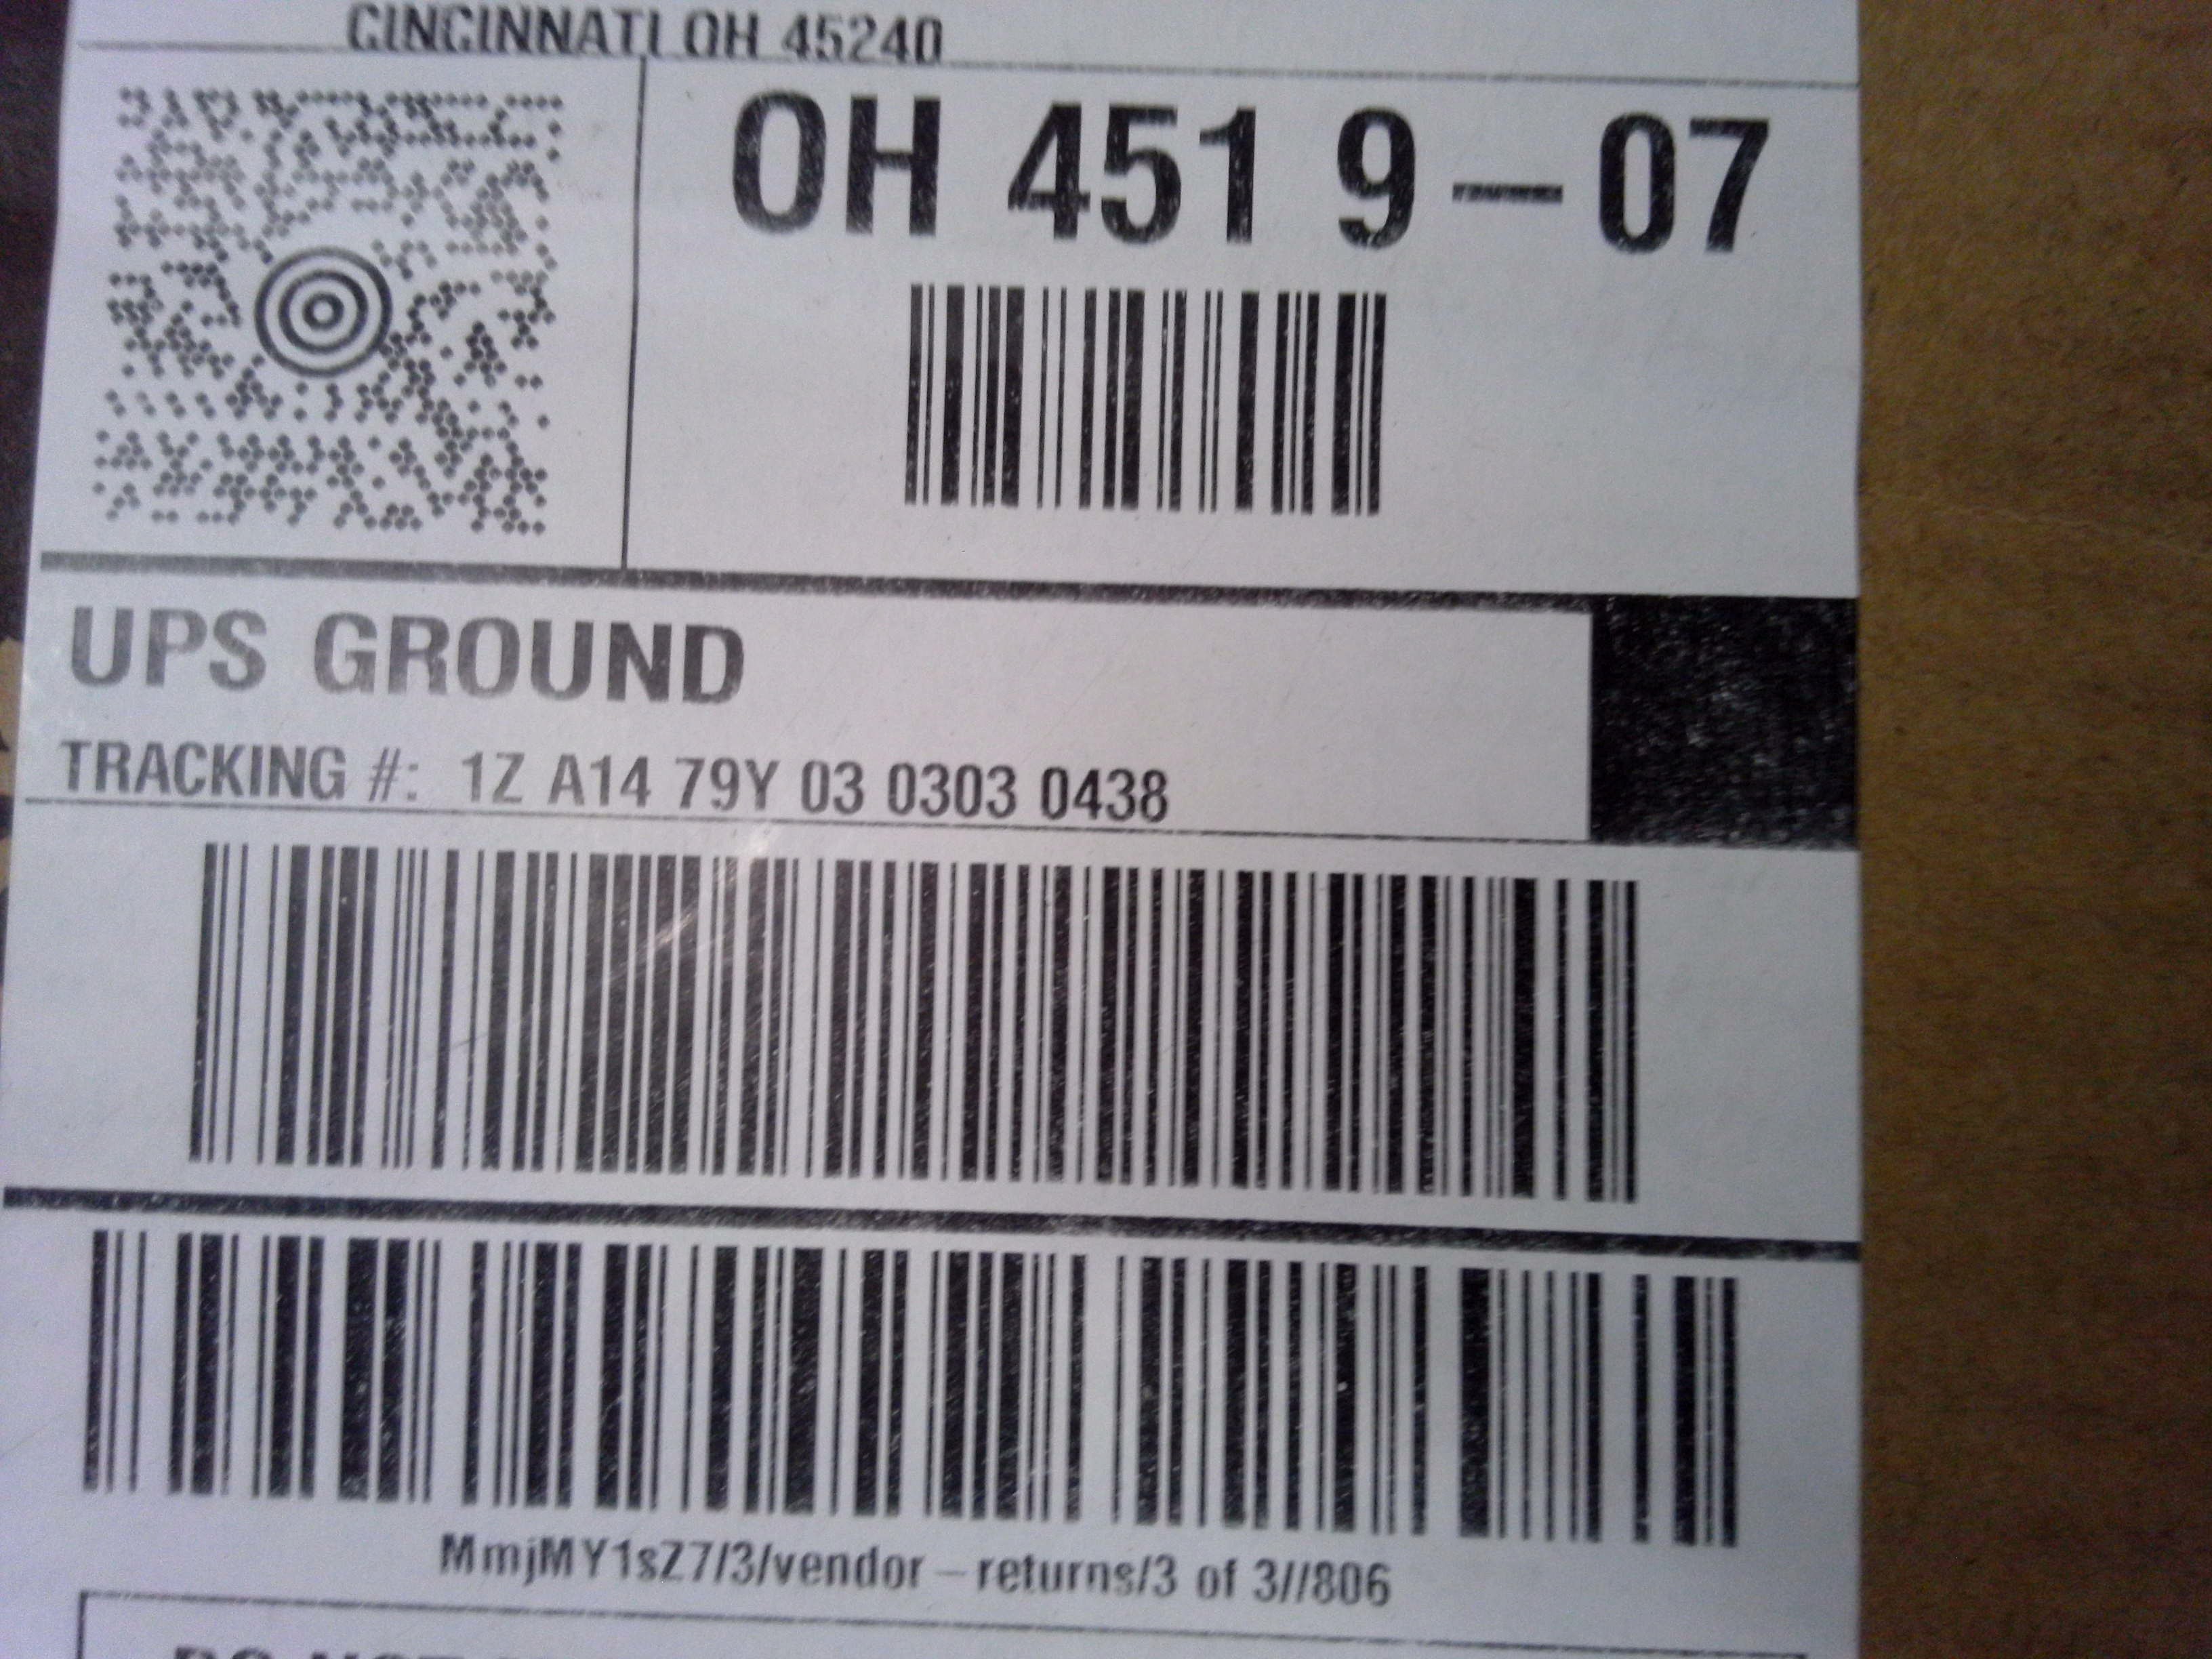 CINCINNATI OH 45240
OH 451 9-07
UPS GROUND
TRACKING #: 1Z A14 79Y 03 0303 0438
MmjMY1sZ7/3/vendor-returns/3 of 3//806